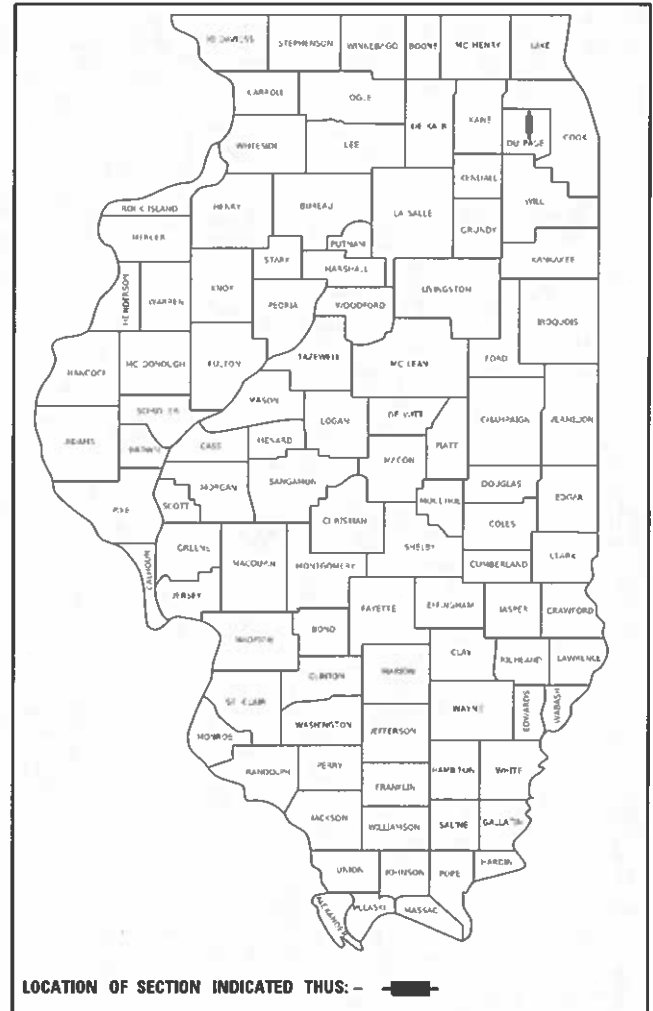 JO DAVIESS STEPHENSON WINNEBAGO BOONE MC HENRY LAKE
CARROLL OGLE
DE KALB KANE DU PAGE COOK
WHITESIDE LEE
KENDALL WILL
ROCK ISLAND HENRY BUREAU LA SALLE GRUNDY
MERCER PUTNAM
STARK MARSHALL KANKAKEE
HENDERSON WARREN KNOX PEORIA WOODFORD LIVINGSTON IROQUOIS
HANCOCK MC DONOUGH FULTON TAZEWELL MC LEAN FORD
SCHUYLER MASON LOGAN DE WITT CHAMPAIGN VERMILION
ADAMS BROWN CASS MENARD MACON PIATT
PIKE SCOTT MORGAN SANGAMON MOULTRIE DOUGLAS EDGAR
CHRISTIAN COLES
CALHOUN GREENE MACOUPIN MONTGOMERY SHELBY CUMBERLAND CLARK
JERSEY FAYETTE EFFINGHAM JASPER CRAWFORD
MADISON BOND
CLAY RICHLAND LAWRENCE
CLINTON MARION
ST. CLAIR WASHINGTON WAYNE EDWARDS WABASH
MONROE JEFFERSON
RANDOLPH PERRY HAMILTON WHITE
FRANKLIN
JACKSON WILLIAMSON SALINE GALLATIN
UNION JOHNSON POPE HARDIN
ALEXANDER PULASKI MASSAC
LOCATION OF SECTION INDICATED THUS: -